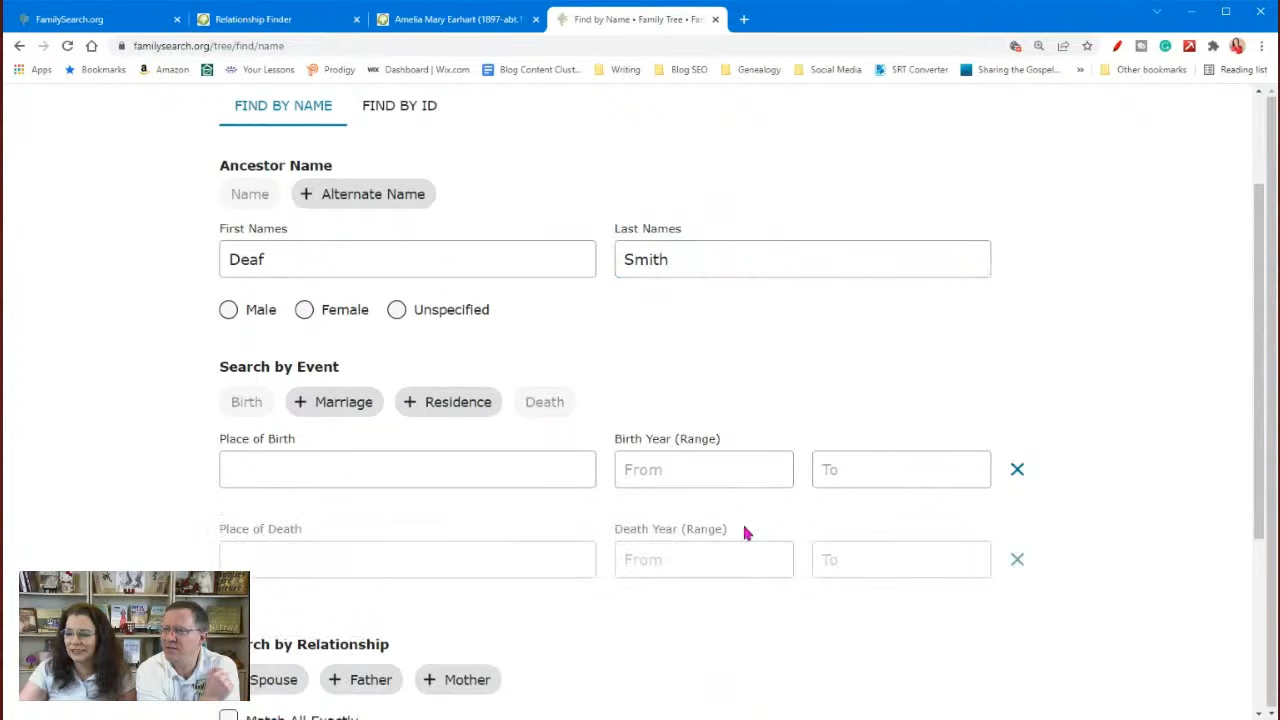 FamilySearch.org
Relationship Finder
Amelia Mary Earhart (1897-abt.1
Find by Name • Family Tree • Fam
familysearch.org/tree/find/name
Apps
Bookmarks
Amazon
Your Lessons
Prodigy
WIX Dashboard | Wix.com
Blog Content Clust...
Writing
Blog SEO
Genealogy
Social Media
SRT Converter
Sharing the Gospel...
»
Other bookmarks
Reading list
FIND BY NAME FIND BY ID
Ancestor Name
Name + Alternate Name
First Names Last Names
Deaf Smith
Male Female Unspecified
Search by Event
Birth + Marriage + Residence Death
Place of Birth Birth Year (Range)
From To
Place of Death Death Year (Range)
From To
rch by Relationship
Spouse + Father + Mother
Match All Exactly